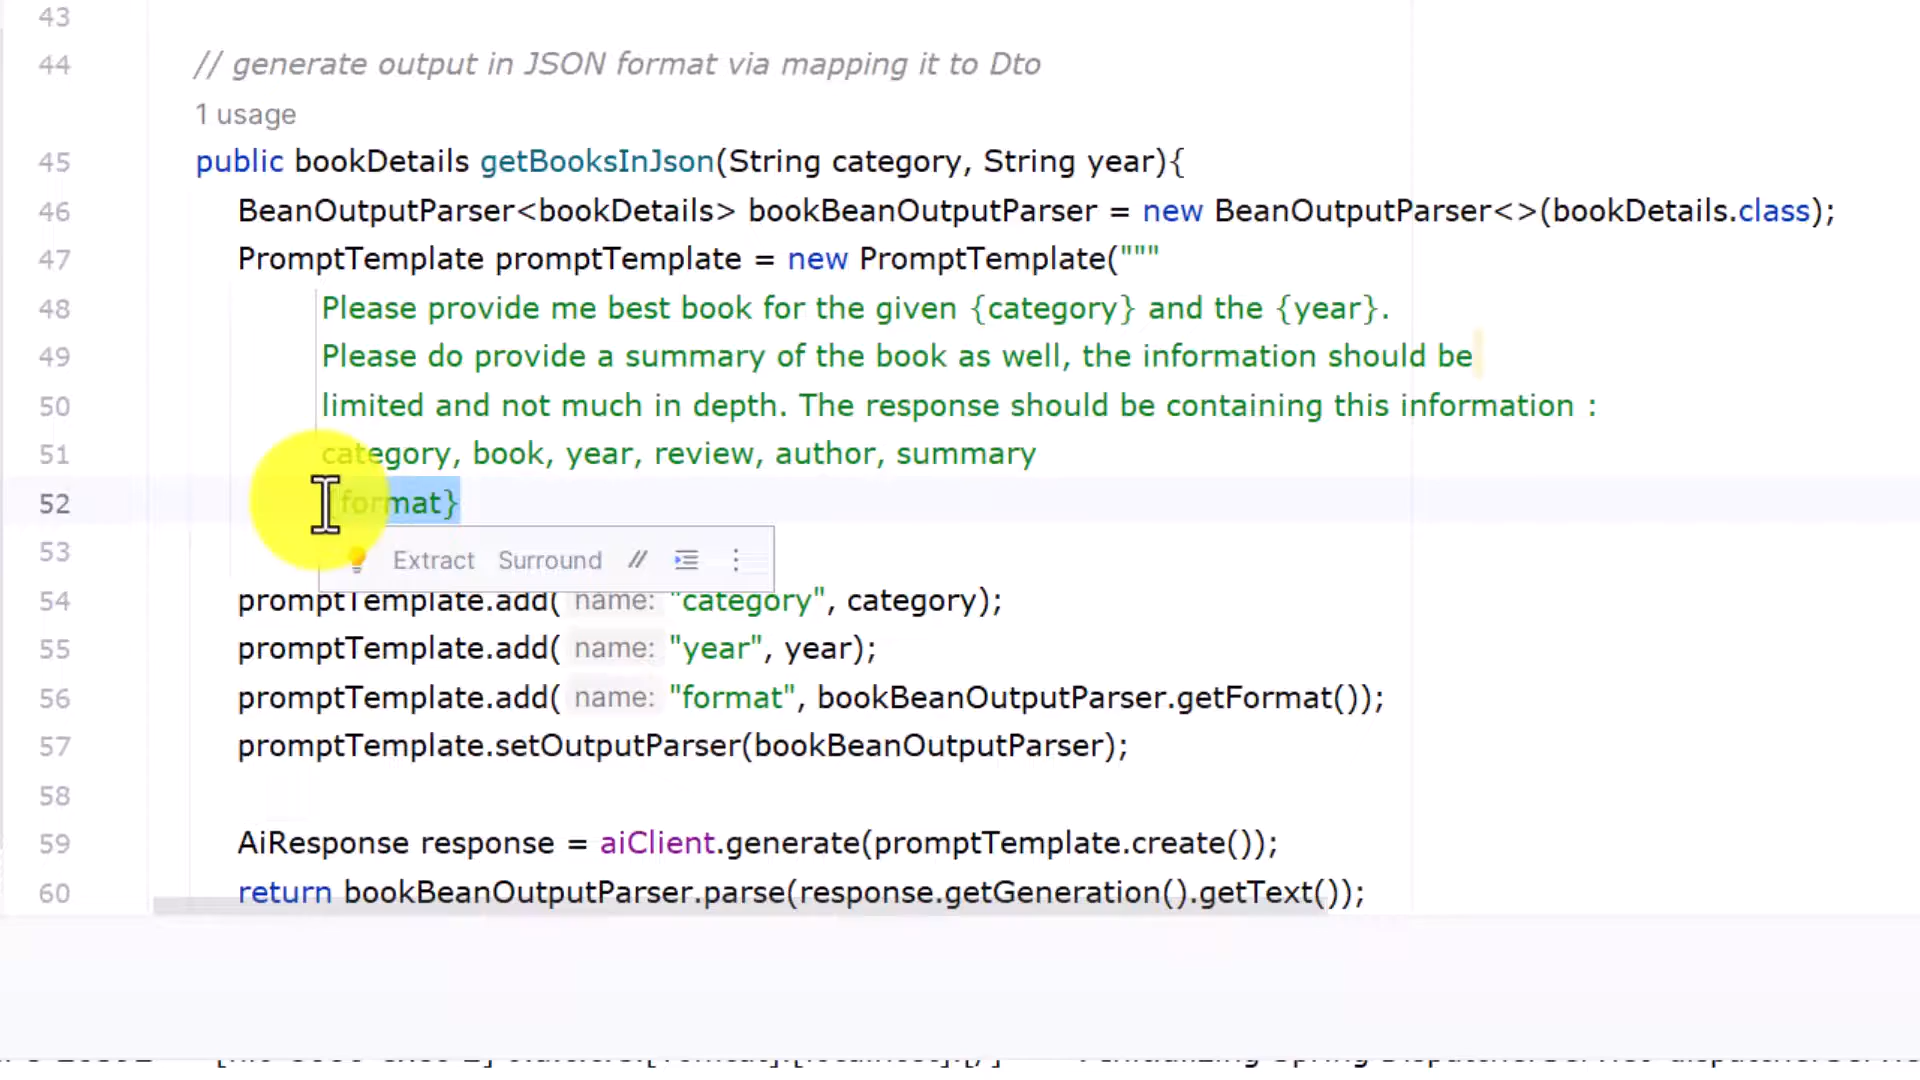 43
44 // generate output in JSON format via mapping it to Dto
1 usage
45 public bookDetails getBooksInJson(String category, String year){
46 BeanOutputParser<bookDetails> bookBeanOutputParser = new BeanOutputParser<>(bookDetails.class);
47 PromptTemplate promptTemplate = new PromptTemplate("""
48 Please provide me best book for the given {category} and the {year}.
49 Please do provide a summary of the book as well, the information should be
50 limited and not much in depth. The response should be containing this information :
51 category, book, year, review, author, summary
52 format}
53 Extract Surround //
54 promptTemplate.add( name: "category", category);
55 promptTemplate.add( name: "year", year);
56 promptTemplate.add( name: "format", bookBeanOutputParser.getFormat());
57 promptTemplate.setOutputParser(bookBeanOutputParser);
58
59 AiResponse response = aiClient.generate(promptTemplate.create());
60 return bookBeanOutputParser.parse(response.getGeneration().getText());